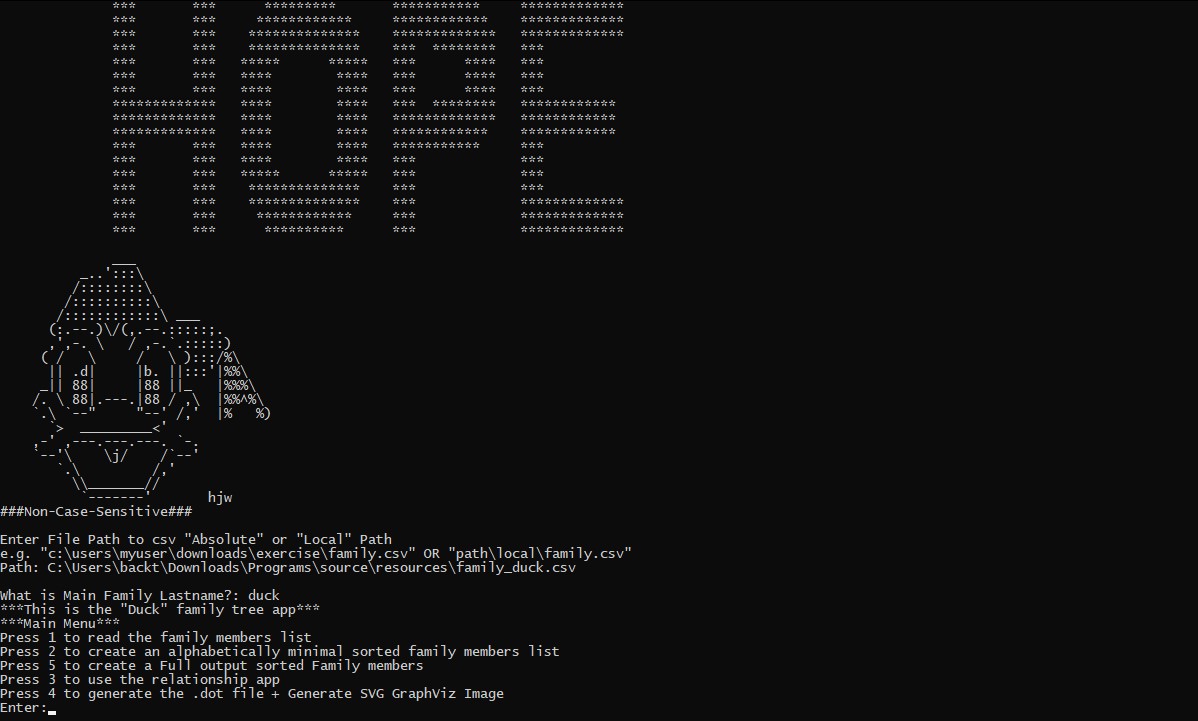 HOPE
hjw
###Non-Case-Sensitive###
Enter File Path to csv "Absolute" or "Local" Path
e.g. "c:\users\myuser\downloads\exercise\family.csv" OR "path\local\family.csv"
Path: C:\Users\backt\Downloads\Programs\source\resources\family_duck.csv
What is Main Family Lastname?: duck
***This is the "Duck" family tree app***
***Main Menu***
Press 1 to read the family members list
Press 2 to create an alphabetically minimal sorted family members list
Press 5 to create a Full output sorted Family members
Press 3 to use the relationship app
Press 4 to generate the .dot file + Generate SVG GraphViz Image
Enter: